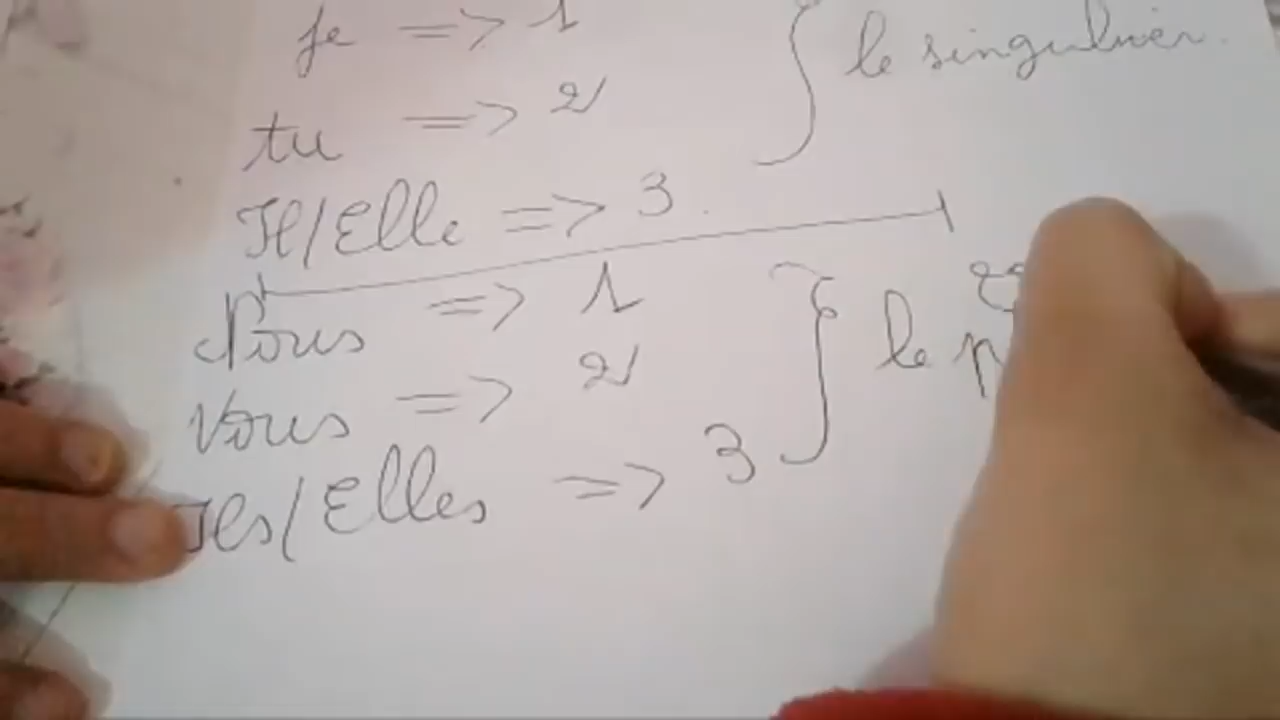 je => 1
tu => 2
Il/Elle => 3.
le singulier.
Nous => 1
Vous => 2
Ils/Elles => 3
le p